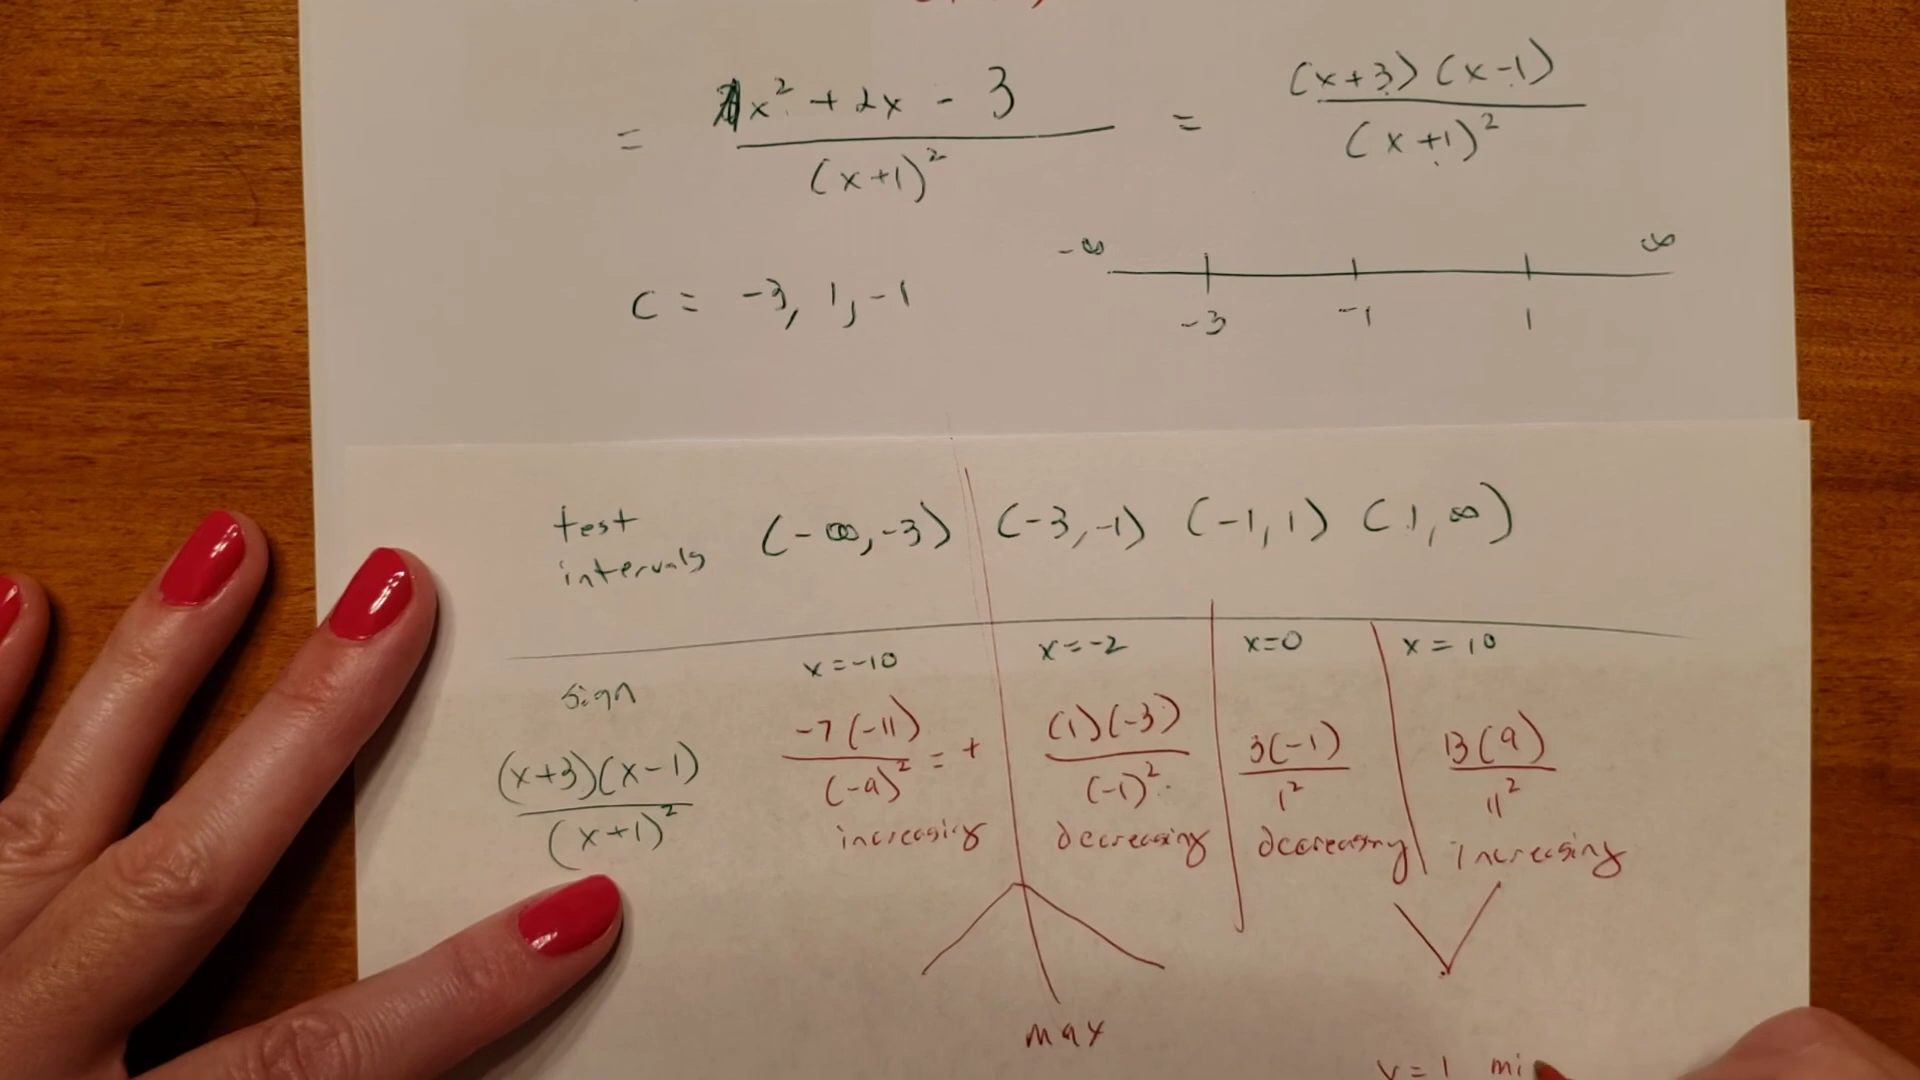 = x² + 2x - 3 / (x+1)² = (x+3)(x-1) / (x+1)²
-∞ ∞
c = -3, 1, -1
-3 -1 1
test intervals (-∞,-3) (-3,-1) (-1,1) (1,∞)
x=-10 x=-2 x=0 x=10
sign
(x+3)(x-1) / (x+1)² -7(-11) / (-9)² = + (1)(-3) / (-1)² 3(-1) / 1² 13(9) / 11²
increasing decreasing decreasing increasing
max
x=1 mi